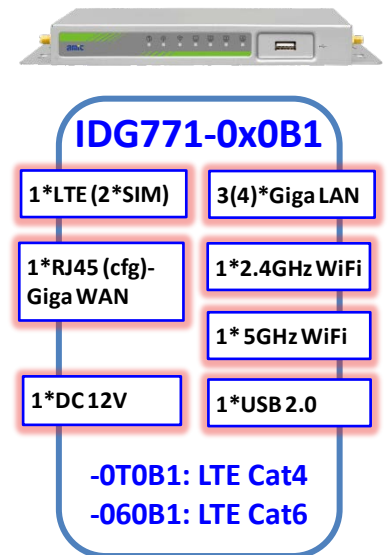 IDG771-0x0B1
1*LTE (2*SIM)
3(4)*Giga LAN
1*RJ45 (cfg)-
Giga WAN
1*2.4GHz WiFi
1* 5GHz WiFi
1*DC 12V
1*USB 2.0
-0T0B1: LTE Cat4
-060B1: LTE Cat6